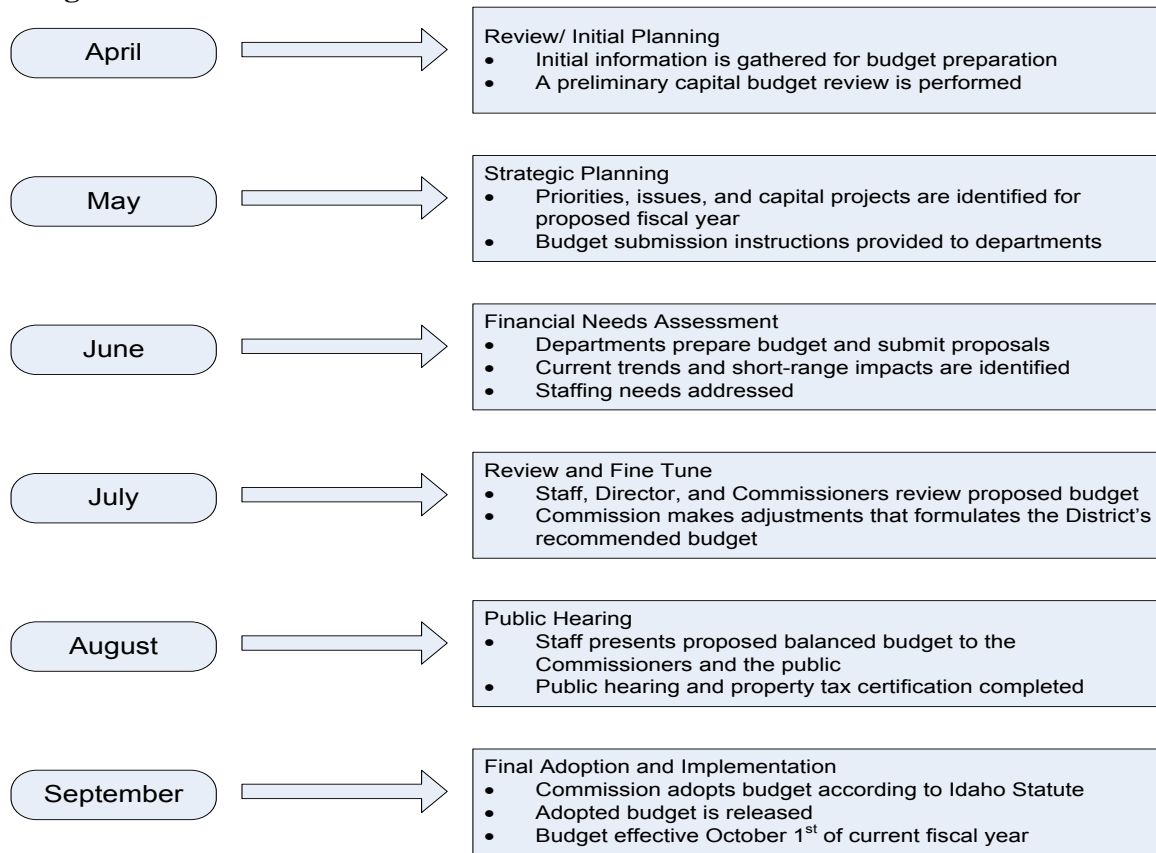 April
Review/ Initial Planning
• Initial information is gathered for budget preparation
• A preliminary capital budget review is performed
May
Strategic Planning
• Priorities, issues, and capital projects are identified for
proposed fiscal year
• Budget submission instructions provided to departments
June
Financial Needs Assessment
• Departments prepare budget and submit proposals
• Current trends and short-range impacts are identified
• Staffing needs addressed
July
Review and Fine Tune
• Staff, Director, and Commissioners review proposed budget
• Commission makes adjustments that formulates the District’s
recommended budget
August
Public Hearing
• Staff presents proposed balanced budget to the
Commissioners and the public
• Public hearing and property tax certification completed
September
Final Adoption and Implementation
• Commission adopts budget according to Idaho Statute
• Adopted budget is released
• Budget effective October 1st of current fiscal year